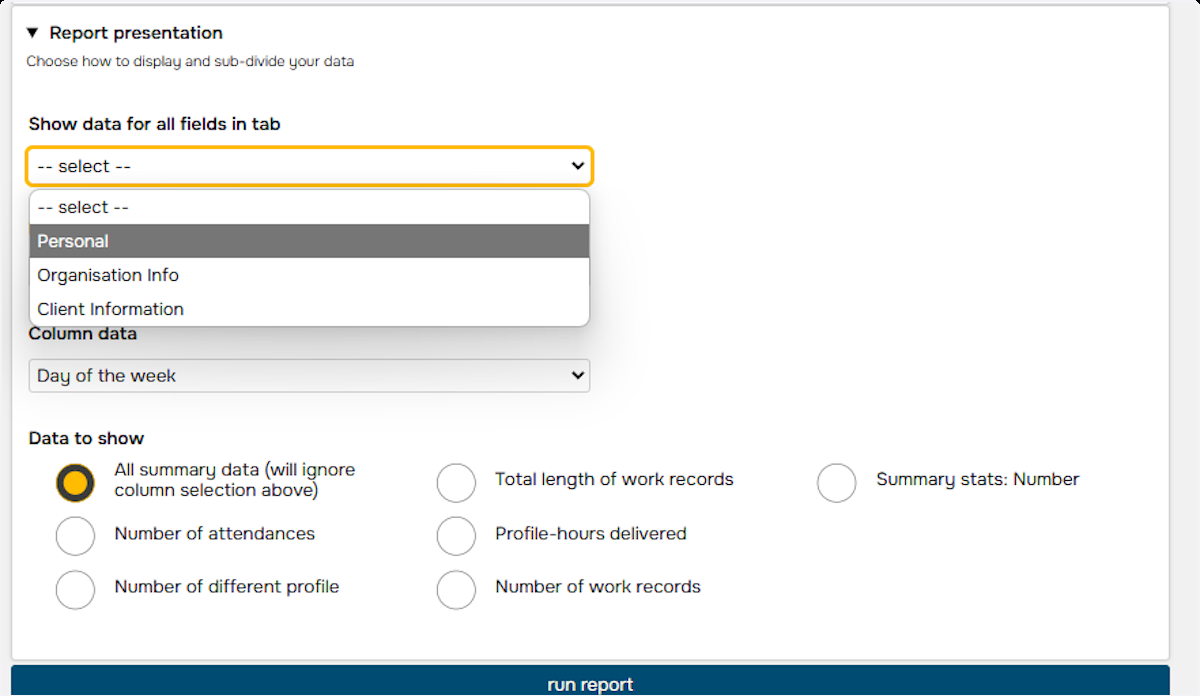 ▼ Report presentation
Choose how to display and sub-divide your data
Show data for all fields in tab
-- select --
-- select --
Personal
Organisation Info
Client Information
Column data
Day of the week
Data to show
All summary data (will ignore
column selection above)
Total length of work records
Summary stats: Number
Number of attendances
Profile-hours delivered
Number of different profile
Number of work records
run report